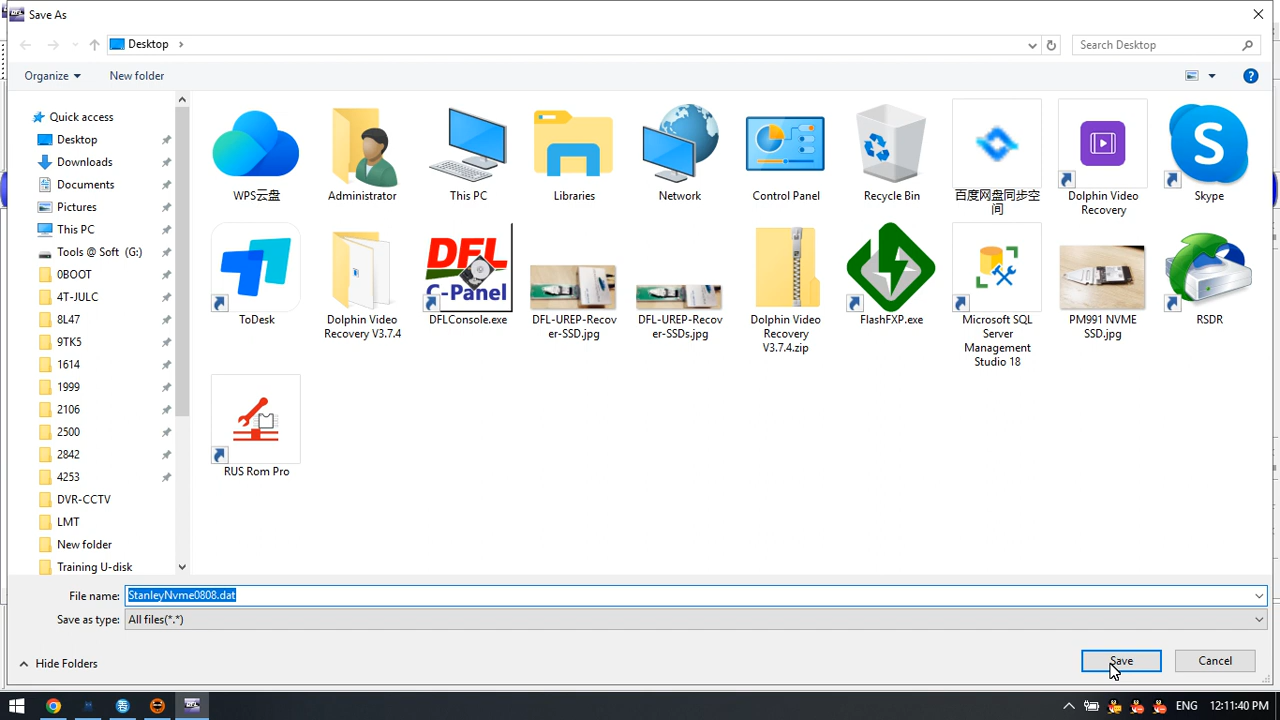 DFL
Save As
Desktop
Search Desktop
Organize
New folder
?
Quick access
Desktop
Downloads
Documents
Pictures
This PC
Tools @ Soft (G:)
0BOOT
4T-JULC
8L47
9TK5
1614
1999
2106
2500
2842
4253
DVR-CCTV
LMT
New folder
Training U-disk
WPS云盘
Administrator
This PC
Libraries
Network
Control Panel
Recycle Bin
百度网盘同步空
间
Dolphin Video
Recovery
S
Skype
ToDesk
Dolphin Video
Recovery V3.7.4
DFL
C-Panel
DFLConsole.exe
DFL-UREP-Recov
er-SSD.jpg
DFL-UREP-Recov
er-SSDs.jpg
Dolphin Video
Recovery
V3.7.4.zip
FlashFXP.exe
Microsoft SQL
Server
Management
Studio 18
PM991 NVME
SSD.jpg
RSDR
RUS Rom Pro
File name:
StanleyNvme0808.dat
Save as type:
All files(*.*)
Hide Folders
Save
Cancel
DFL
ENG
12:11:40 PM